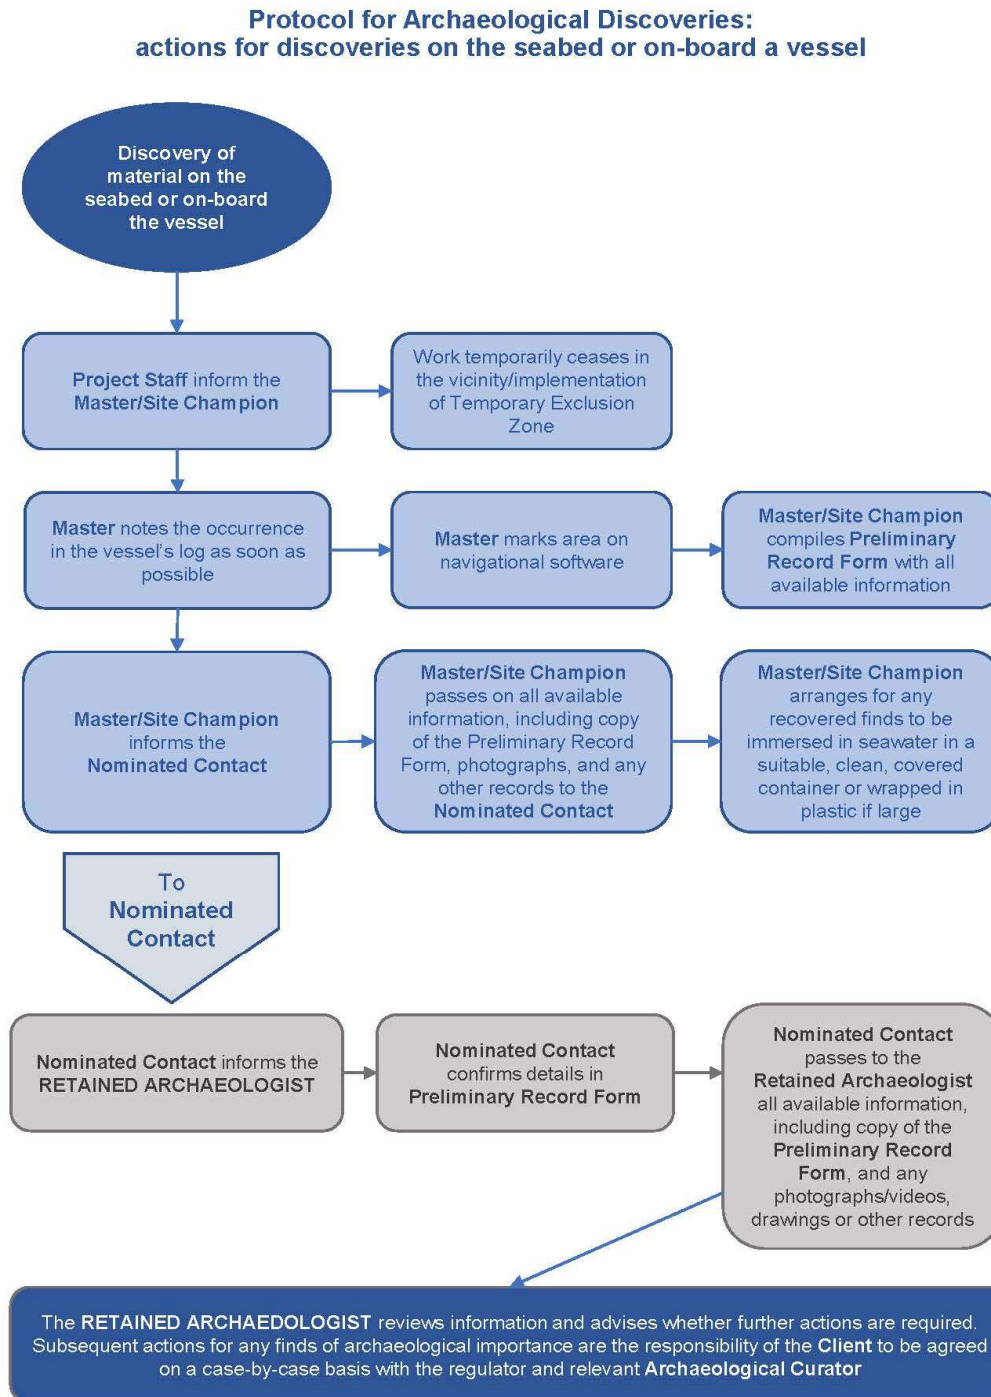 Protocol for Archaeological Discoveries:
actions for discoveries on the seabed or on-board a vessel
Discovery of
material on the
seabed or on-board
the vessel
Project Staff inform the
Master/Site Champion
Work temporarily ceases in
the vicinity/implementation
of Temporary Exclusion
Zone
Master notes the occurrence
in the vessel's log as soon as
possible
Master marks area on
navigational software
Master/Site Champion
compiles Preliminary
Record Form with all
available information
Master/Site Champion
informs the
Nominated Contact
Master/Site Champion
passes on all available
information, including copy
of the Preliminary Record
Form, photographs, and any
other records to the
Nominated Contact
Master/Site Champion
arranges for any
recovered finds to be
immersed in seawater in a
suitable, clean, covered
container or wrapped in
plastic if large
To
Nominated
Contact
Nominated Contact informs the
RETAINED ARCHAEOLOGIST
Nominated Contact
confirms details in
Preliminary Record Form
Nominated Contact
passes to the
Retained Archaeologist
all available information,
including copy of the
Preliminary Record
Form, and any
photographs/videos,
drawings or other records
The RETAINED ARCHAEDOLOGIST reviews information and advises whether further actions are required.
Subsequent actions for any finds of archaeological importance are the responsibility of the Client to be agreed
on a case-by-case basis with the regulator and relevant Archaeological Curator